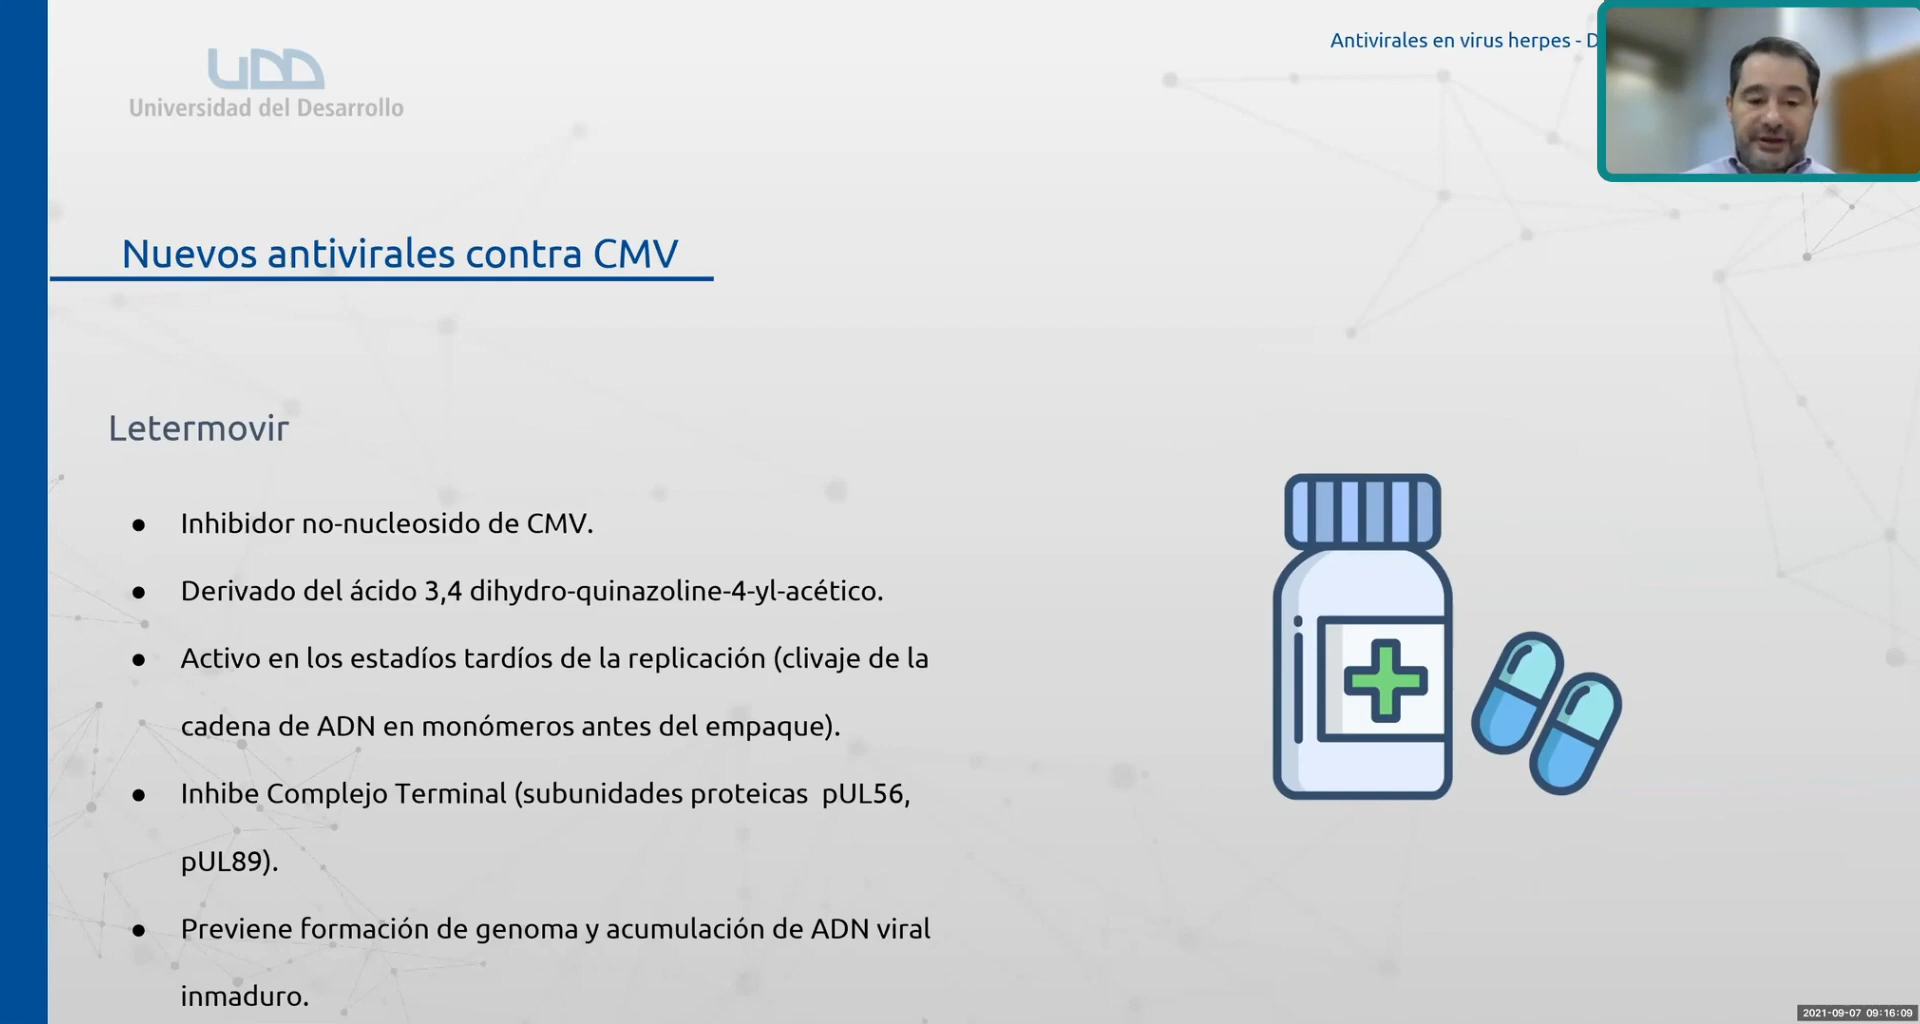 Antivirales en virus herpes - D
UDD
Universidad del Desarrollo
Nuevos antivirales contra CMV
Letermovir
● Inhibidor no-nucleosido de CMV.
● Derivado del ácido 3,4 dihydro-quinazoline-4-yl-acético.
● Activo en los estadíos tardíos de la replicación (clivaje de la
cadena de ADN en monómeros antes del empaque).
● Inhibe Complejo Terminal (subunidades proteicas pUL56,
pUL89).
● Previene formación de genoma y acumulación de ADN viral
inmaduro.
2021-09-07 09:16:09